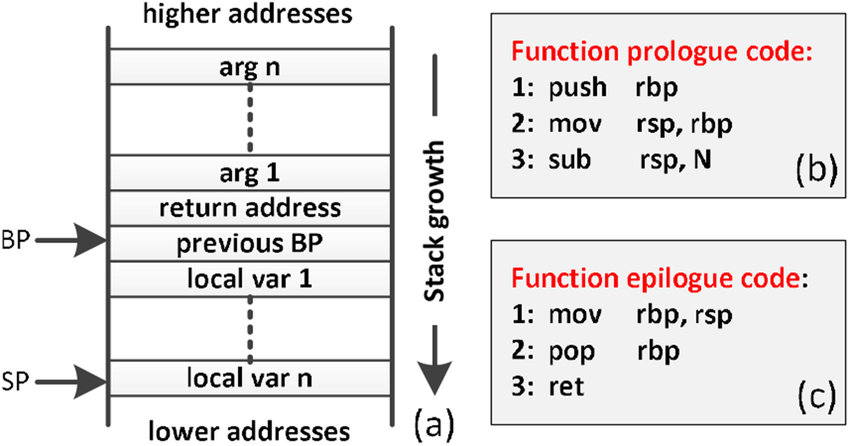 higher addresses
arg n
arg 1
return address
BP
previous BP
local var 1
SP
local var n
lower addresses
Stack growth
(a)
Function prologue code:
1: push rbp
2: mov rsp, rbp
3: sub rsp, N
(b)
Function epilogue code:
1: mov rbp, rsp
2: pop rbp
3: ret
(c)